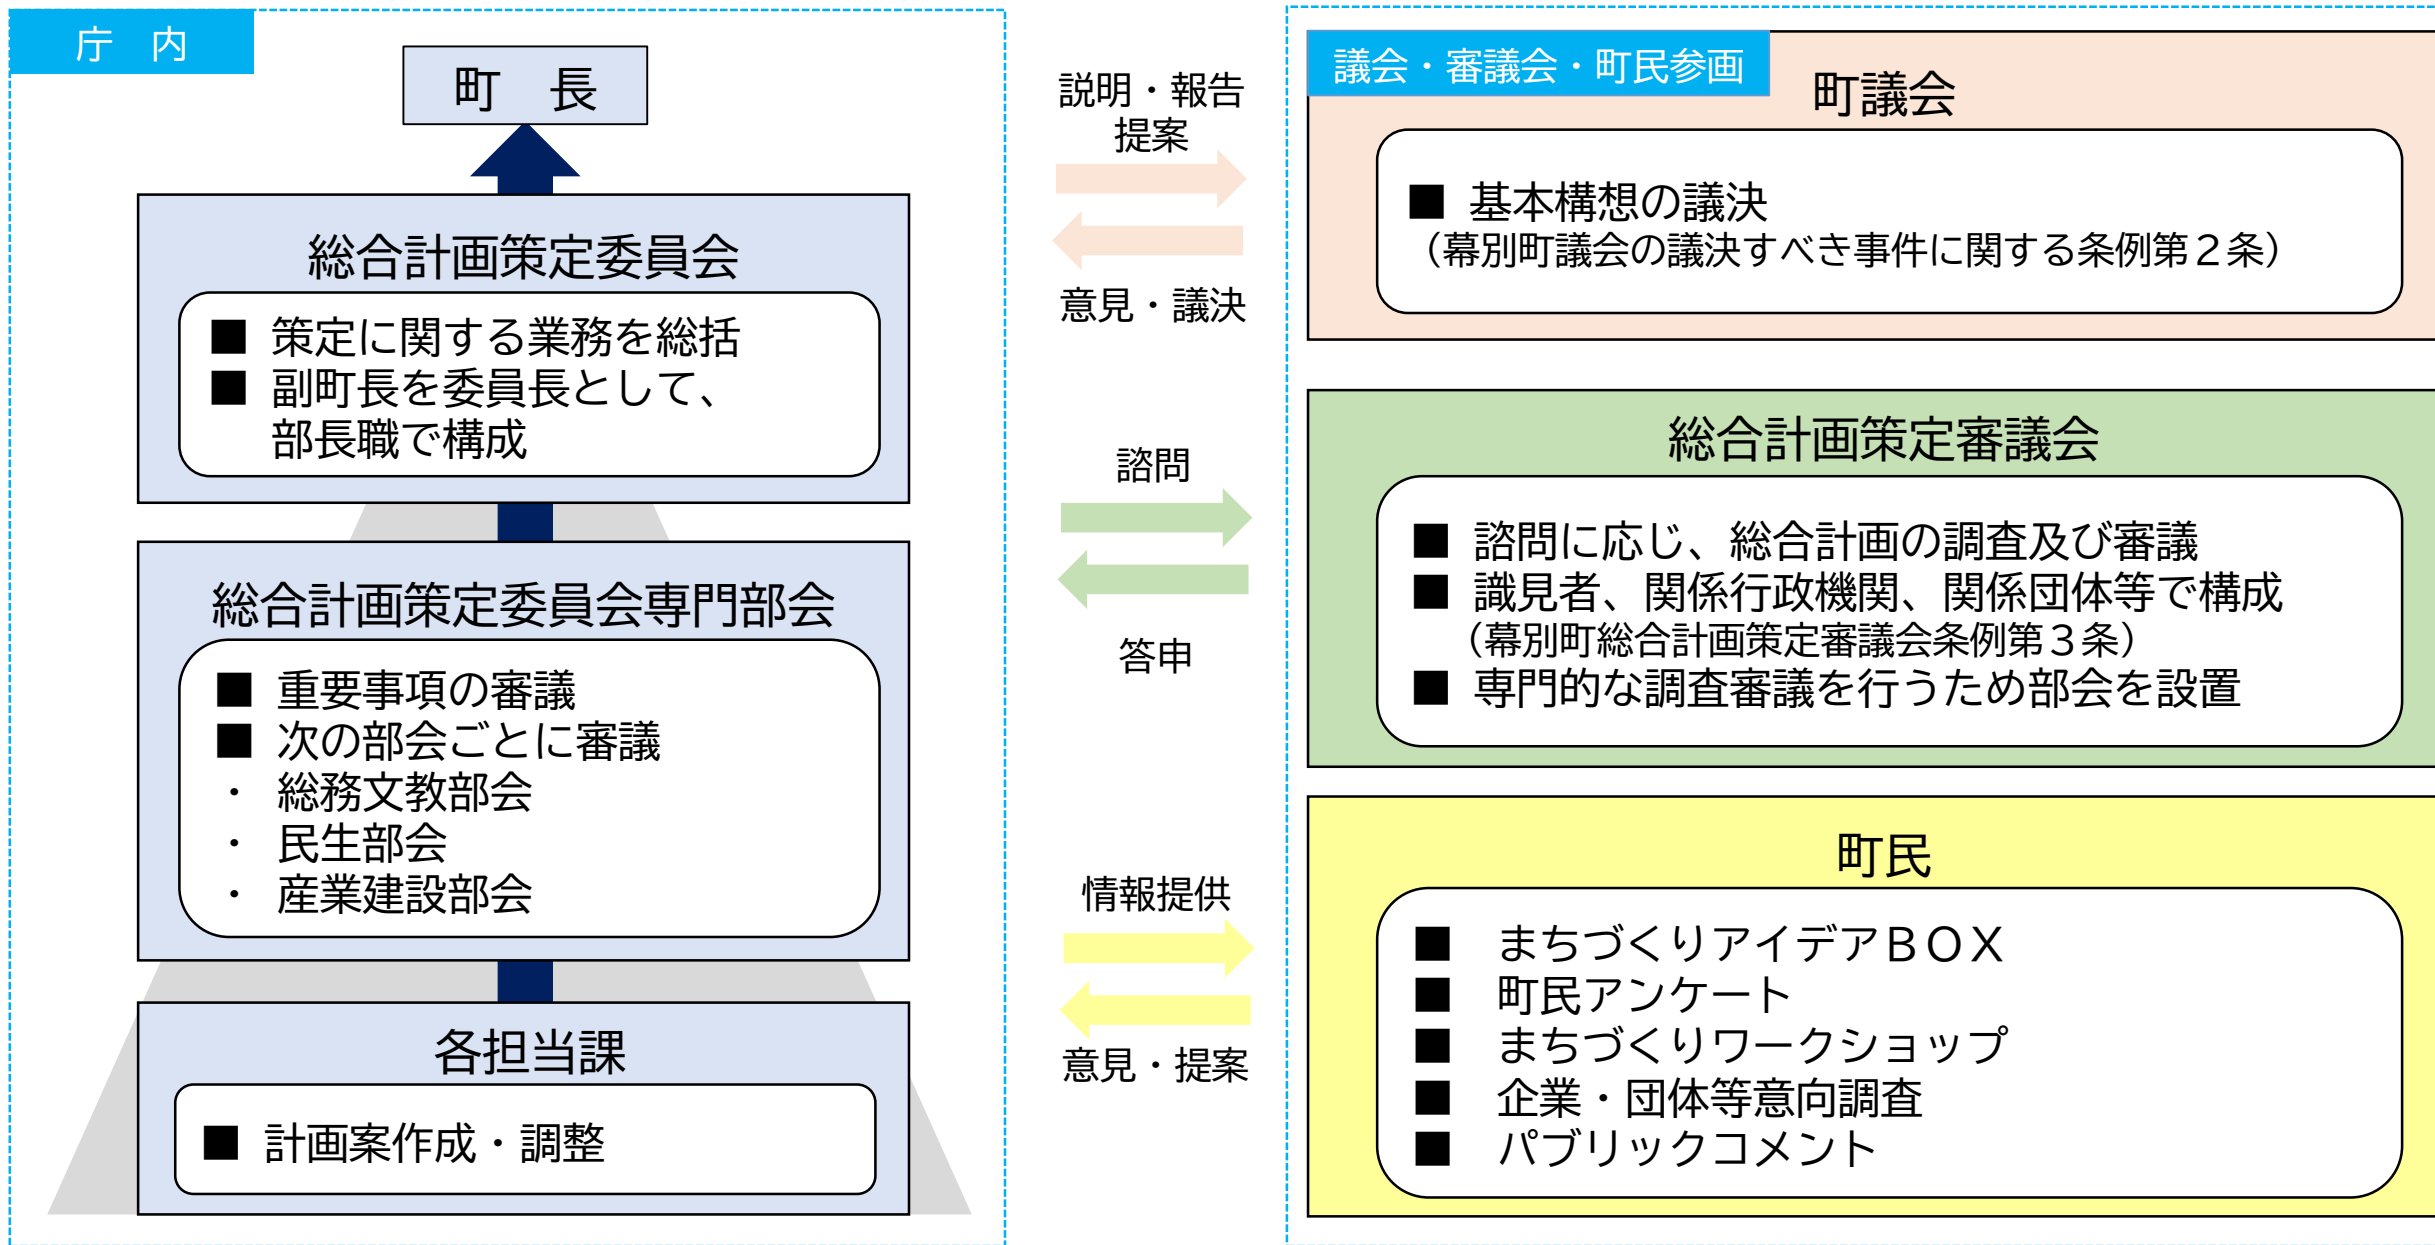 庁　内
町　長
総合計画策定委員会
■ 策定に関する業務を総括
■ 副町長を委員長として、
部長職で構成
総合計画策定委員会専門部会
■ 重要事項の審議
■ 次の部会ごとに審議
・ 総務文教部会
・ 民生部会
・ 産業建設部会
各担当課
■ 計画案作成・調整
説明・報告
提案
意見・議決
諮問
答申
情報提供
意見・提案
議会・審議会・町民参画
町議会
■ 基本構想の議決
（幕別町議会の議決すべき事件に関する条例第２条）
総合計画策定審議会
■ 諮問に応じ、総合計画の調査及び審議
■ 識見者、関係行政機関、関係団体等で構成
（幕別町総合計画策定審議会条例第３条）
■ 専門的な調査審議を行うため部会を設置
町民
■ まちづくりアイデアＢＯＸ
■ 町民アンケート
■ まちづくりワークショップ
■ 企業・団体等意向調査
■ パブリックコメント